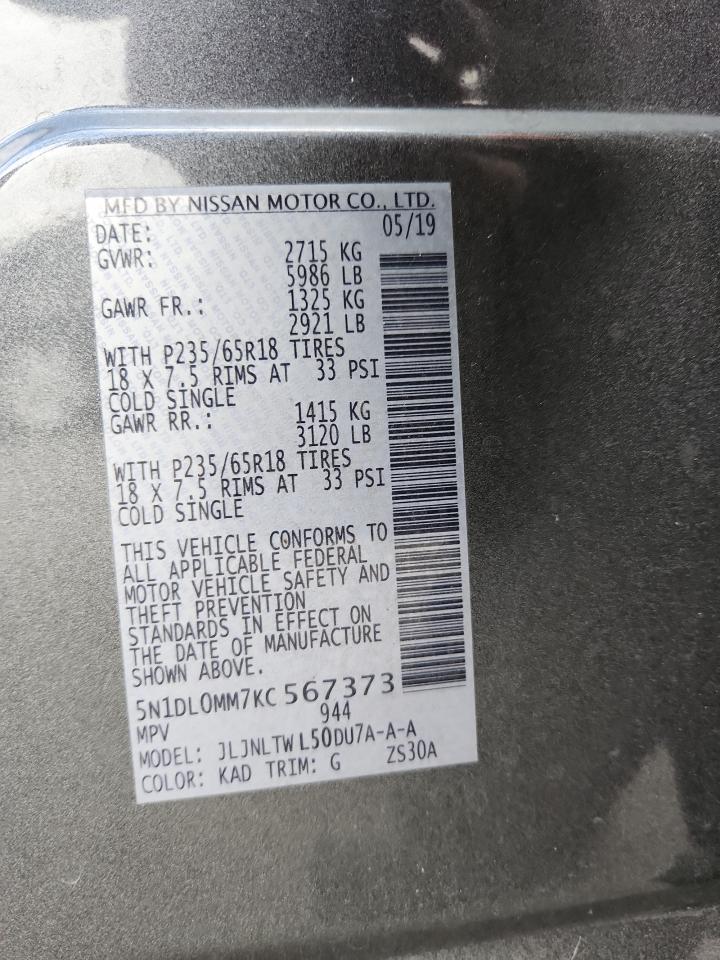 MFD BY NISSAN MOTOR CO., LTD.
DATE: 05/19
GVWR: 2715 KG
5986 LB
GAWR FR.: 1325 KG
2921 LB
WITH P235/65R18 TIRES
18 X 7.5 RIMS AT 33 PSI
COLD SINGLE
GAWR RR.: 1415 KG
3120 LB
WITH P235/65R18 TIRES
18 X 7.5 RIMS AT 33 PSI
COLD SINGLE
THIS VEHICLE CONFORMS TO
ALL APPLICABLE FEDERAL
MOTOR VEHICLE SAFETY AND
THEFT PREVENTION
STANDARDS IN EFFECT ON
THE DATE OF MANUFACTURE
SHOWN ABOVE.
5N1DL0MM7KC 567373
MPV 944
MODEL: JLJNLTW L50DU7A-A-A
COLOR: KAD TRIM: G ZS30A